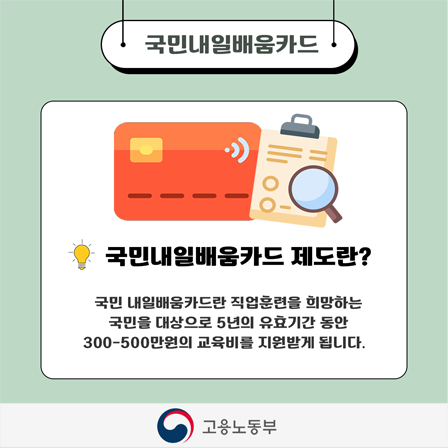 국민내일배움카드
국민내일배움카드 제도란?
국민 내일배움카드란 직업훈련을 희망하는
국민을 대상으로 5년의 유효기간 동안
300-500만원의 교육비를 지원받게 됩니다.
고용노동부